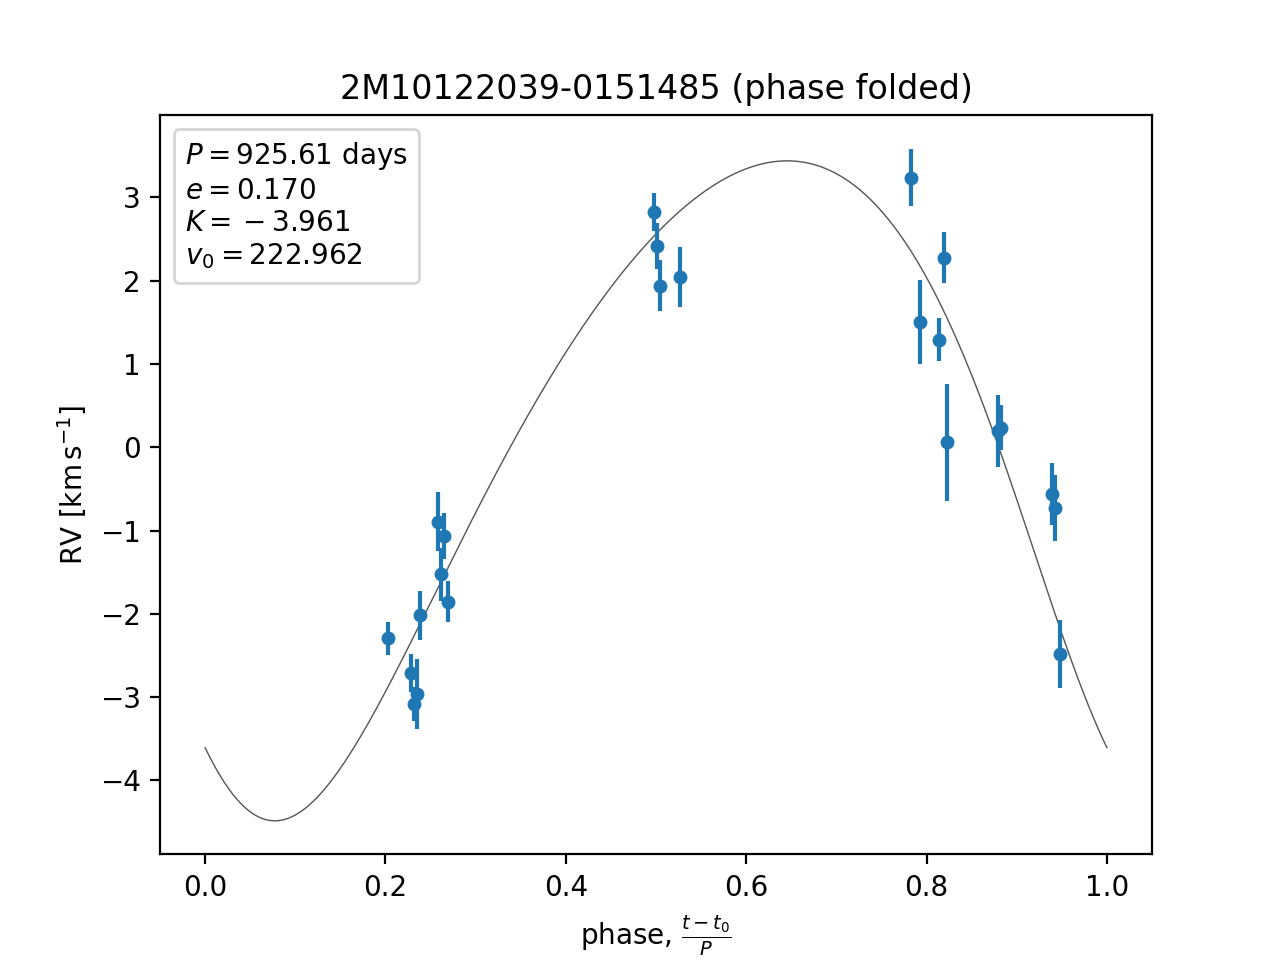 2M10122039-0151485 (phase folded)
P = 925.61 days
e = 0.170
K = −3.961
v₀ = 222.962
3
2
1
0
−1
−2
−3
−4
RV [km s⁻¹]
0.0 0.2 0.4 0.6 0.8 1.0
phase, (t − t₀)/P